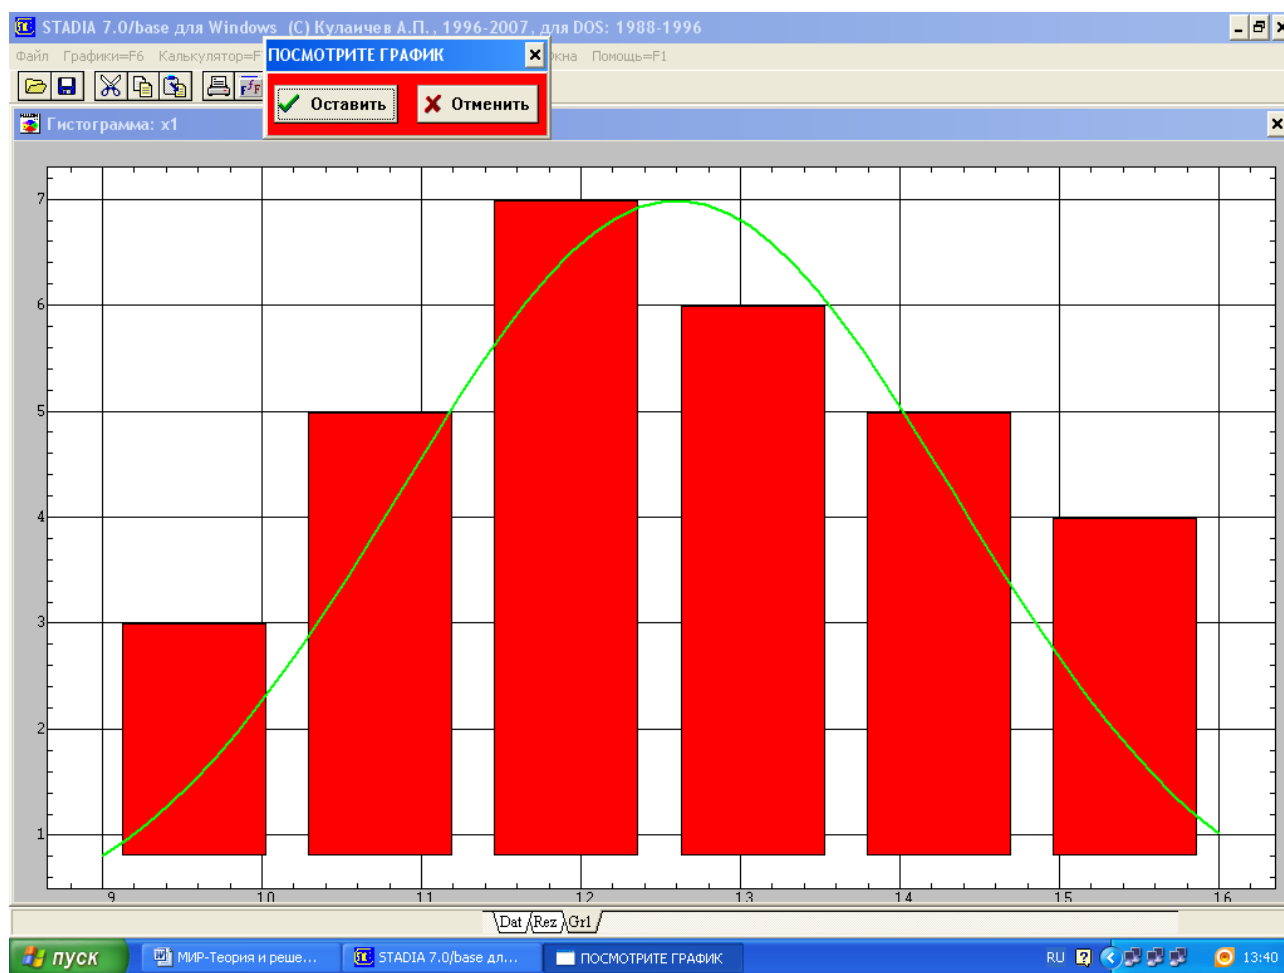 STADIA 7.0/base для Windows (C) Кулаичев А.П., 1996-2007, для DOS: 1988-1996
Файл Графики=F6 Калькулятор=F кна Помощь=F1
ПОСМОТРИТЕ ГРАФИК
Оставить Отменить
Гистограмма: x1
7
6
5
4
3
2
1
9 10 11 12 13 14 15 16
Dat Rez Gr1
пуск МИР-Теория и реше... STADIA 7.0/base дл... ПОСМОТРИТЕ ГРАФИК RU 13:40